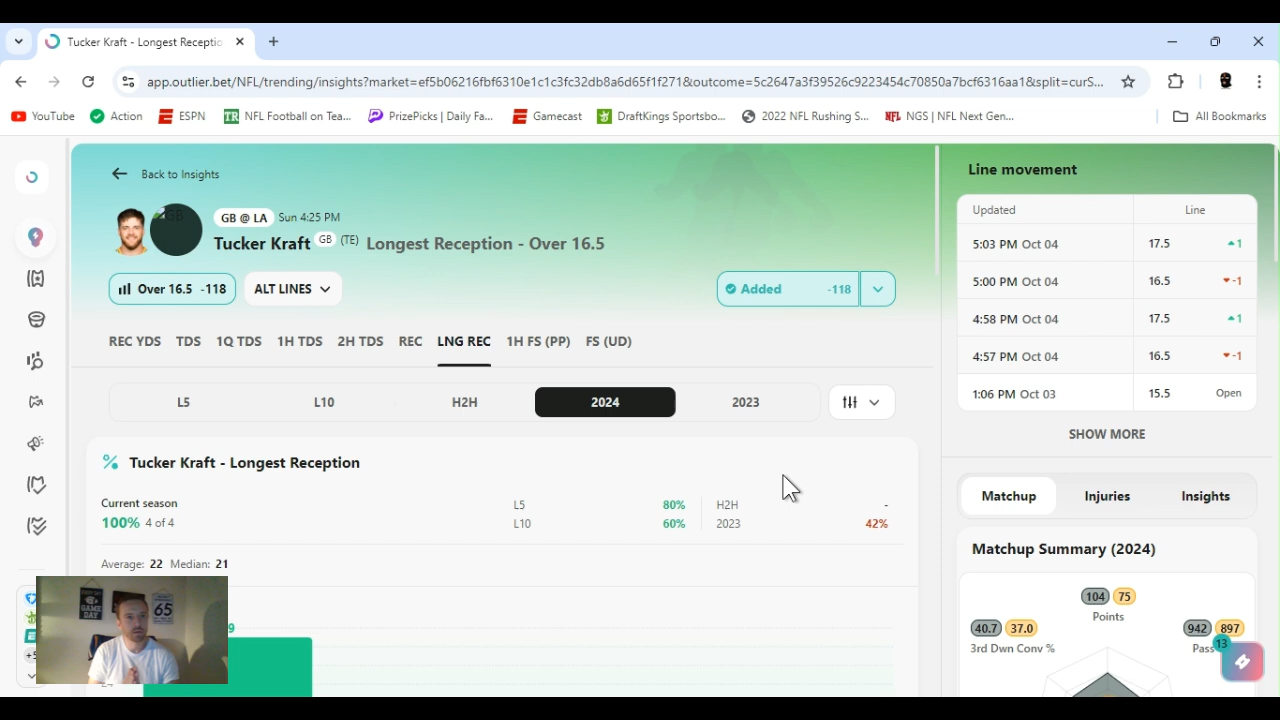 Tucker Kraft - Longest Receptio
app.outlier.bet/NFL/trending/insights?market=ef5b06216fbf6310e1c1c3fc32db8a6d65f1f271&outcome=5c2647a3f39526c9223454c70850a7bcf6316aa1&split=curS...
YouTube Action ESPN NFL Football on Tea... PrizePicks | Daily Fa... Gamecast DraftKings Sportsbo... 2022 NFL Rushing S... NGS | NFL Next Gen... All Bookmarks
Back to Insights
GB @ LA Sun 4:25 PM
Tucker Kraft GB (TE) Longest Reception - Over 16.5
Over 16.5 -118 ALT LINES Added -118
REC YDS TDS 1Q TDS 1H TDS 2H TDS REC LNG REC 1H FS (PP) FS (UD)
L5 L10 H2H 2024 2023
Tucker Kraft - Longest Reception
Current season L5 80% H2H -
100% 4 of 4 L10 60% 2023 42%
Average: 22 Median: 21
GAME
DAY
65
Line movement
Updated Line
5:03 PM Oct 04 17.5 1
5:00 PM Oct 04 16.5 -1
4:58 PM Oct 04 17.5 1
4:57 PM Oct 04 16.5 -1
1:06 PM Oct 03 15.5 Open
SHOW MORE
Matchup Injuries Insights
Matchup Summary (2024)
104 75
Points
40.7 37.0 942 897
3rd Dwn Conv % Pass
13